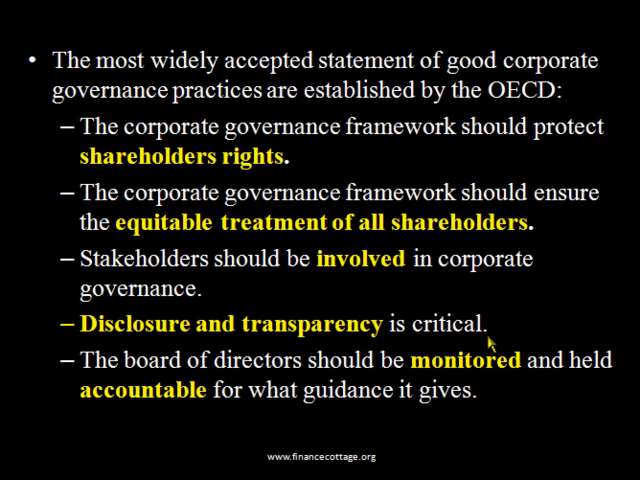 • The most widely accepted statement of good corporate
governance practices are established by the OECD:
– The corporate governance framework should protect
shareholders rights.
– The corporate governance framework should ensure
the equitable treatment of all shareholders.
– Stakeholders should be involved in corporate
governance.
– Disclosure and transparency is critical.
– The board of directors should be monitored and held
accountable for what guidance it gives.
www.financecottage.org